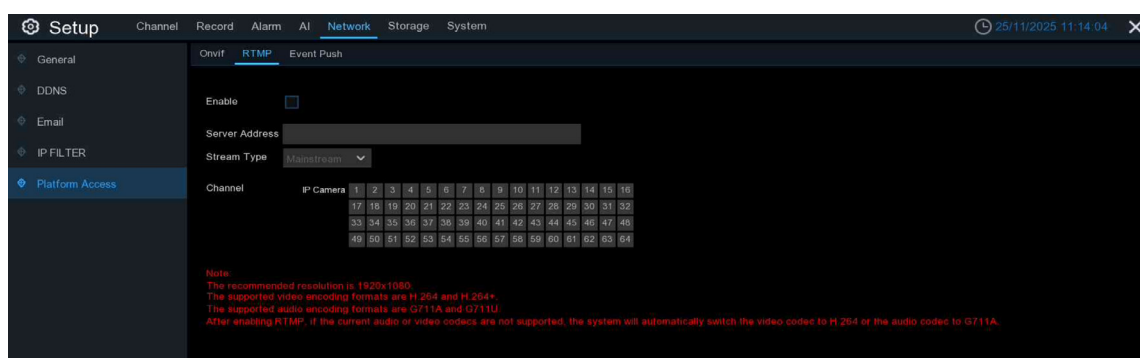 Setup Channel Record Alarm AI Network Storage System 25/11/2025 11:14:04
Onvif RTMP Event Push
General
DDNS
Email
IP FILTER
Platform Access
Enable
Server Address
Stream Type Mainstream
Channel IP Camera 1 2 3 4 5 6 7 8 9 10 11 12 13 14 15 16
17 18 19 20 21 22 23 24 25 26 27 28 29 30 31 32
33 34 35 36 37 38 39 40 41 42 43 44 45 46 47 48
49 50 51 52 53 54 55 56 57 58 59 60 61 62 63 64
Note
The recommended resolution is 1920x1080.
The supported video encoding formats are H.264 and H.264+.
The supported audio encoding formats are G711A and G711U.
After enabling RTMP, if the current audio or video codecs are not supported, the system will automatically switch the video codec to H.264 or the audio codec to G711A.